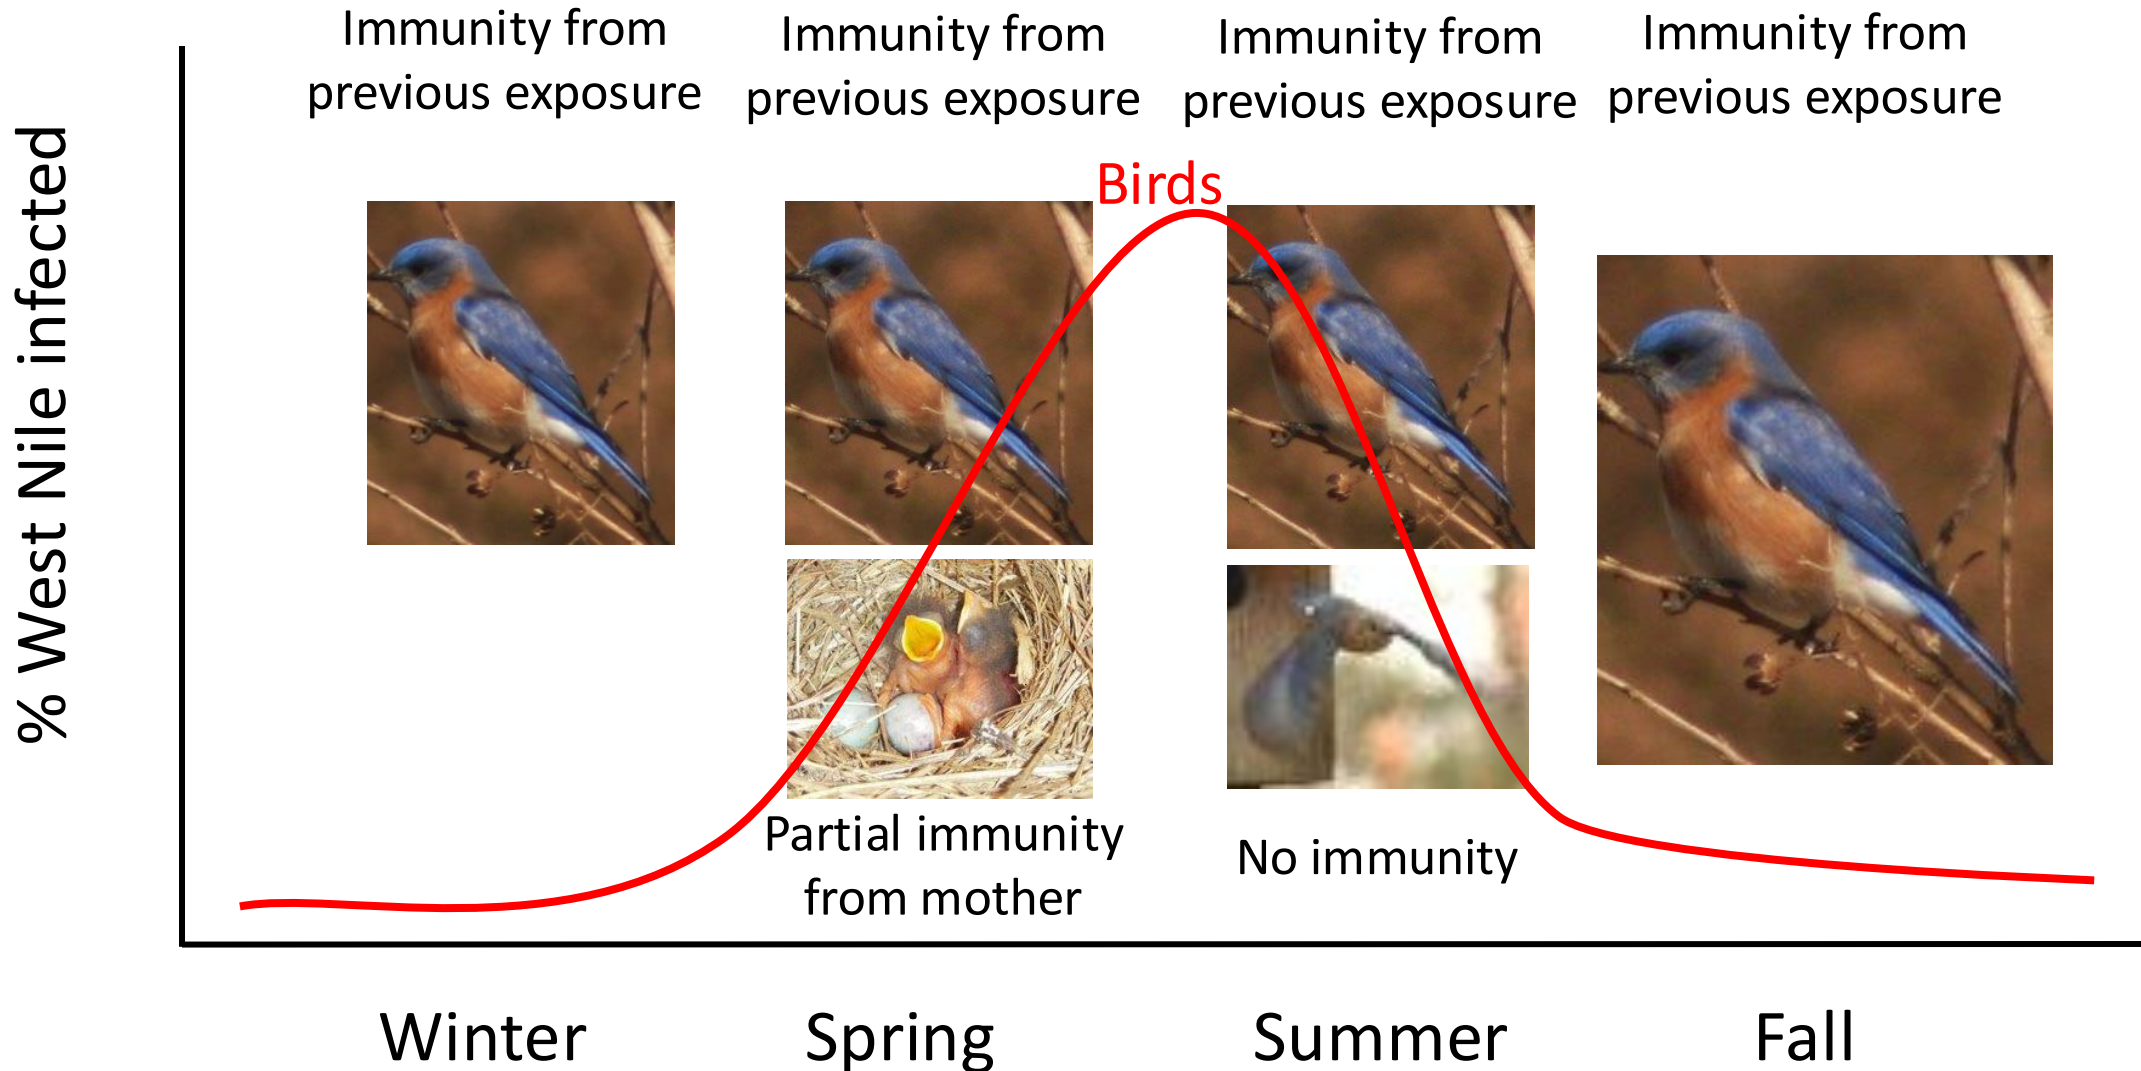 Immunity from
previous exposure
Immunity from
previous exposure
Immunity from
previous exposure
Immunity from
previous exposure
% West Nile infected
Birds
Partial immunity
from mother
No immunity
Winter
Spring
Summer
Fall